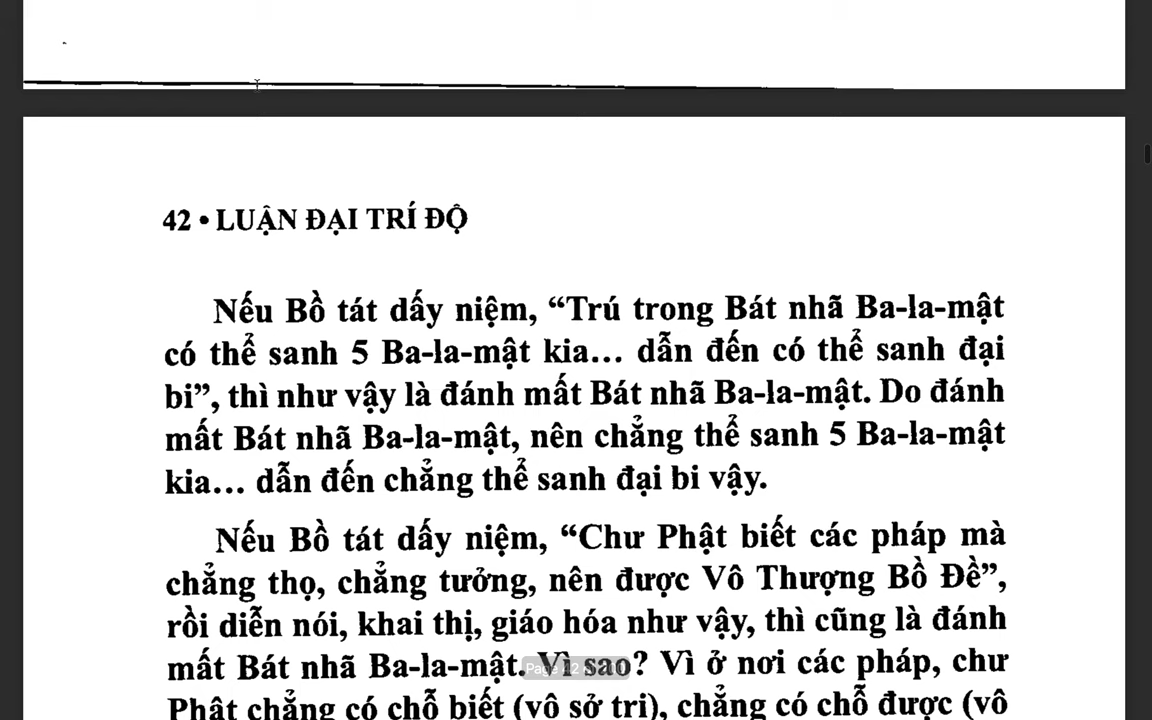 42 • LUẬN ĐẠI TRÍ ĐỘ
Nếu Bồ tát dấy niệm, “Trú trong Bát nhã Ba-la-mật
có thể sanh 5 Ba-la-mật kia... dẫn đến có thể sanh đại
bi”, thì như vậy là đánh mất Bát nhã Ba-la-mật. Do đánh
mất Bát nhã Ba-la-mật, nên chẳng thể sanh 5 Ba-la-mật
kia... dẫn đến chẳng thể sanh đại bi vậy.
Nếu Bồ tát dấy niệm, “Chư Phật biết các pháp mà
chẳng thọ, chẳng tưởng, nên được Vô Thượng Bồ Đề”,
rồi diễn nói, khai thị, giáo hóa như vậy, thì cũng là đánh
mất Bát nhã Ba-la-mật. Vì sao? Vì ở nơi các pháp, chư
Phật chẳng có chỗ biết (vô sở tri), chẳng có chỗ được (vô
Page 42